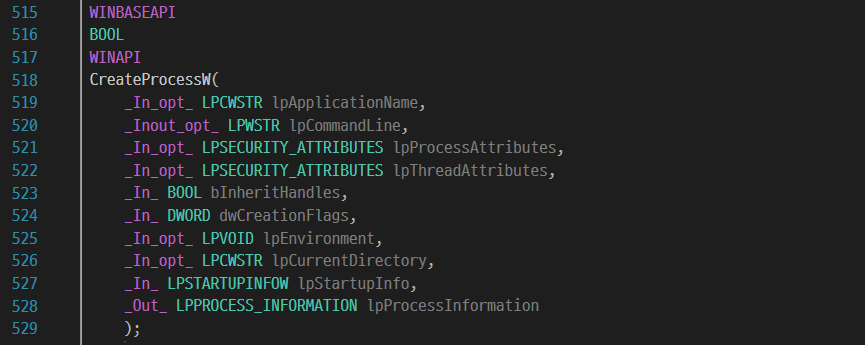 515 WINBASEAPI
516 BOOL
517 WINAPI
518 CreateProcessW(
519 _In_opt_ LPCWSTR lpApplicationName,
520 _Inout_opt_ LPWSTR lpCommandLine,
521 _In_opt_ LPSECURITY_ATTRIBUTES lpProcessAttributes,
522 _In_opt_ LPSECURITY_ATTRIBUTES lpThreadAttributes,
523 _In_ BOOL bInheritHandles,
524 _In_ DWORD dwCreationFlags,
525 _In_opt_ LPVOID lpEnvironment,
526 _In_opt_ LPCWSTR lpCurrentDirectory,
527 _In_ LPSTARTUPINFOW lpStartupInfo,
528 _Out_ LPPROCESS_INFORMATION lpProcessInformation
529 );